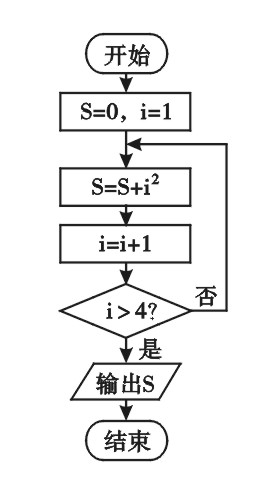 开始
S=0, i=1
S=S+i²
i=i+1
i>4?
否
是
输出S
结束